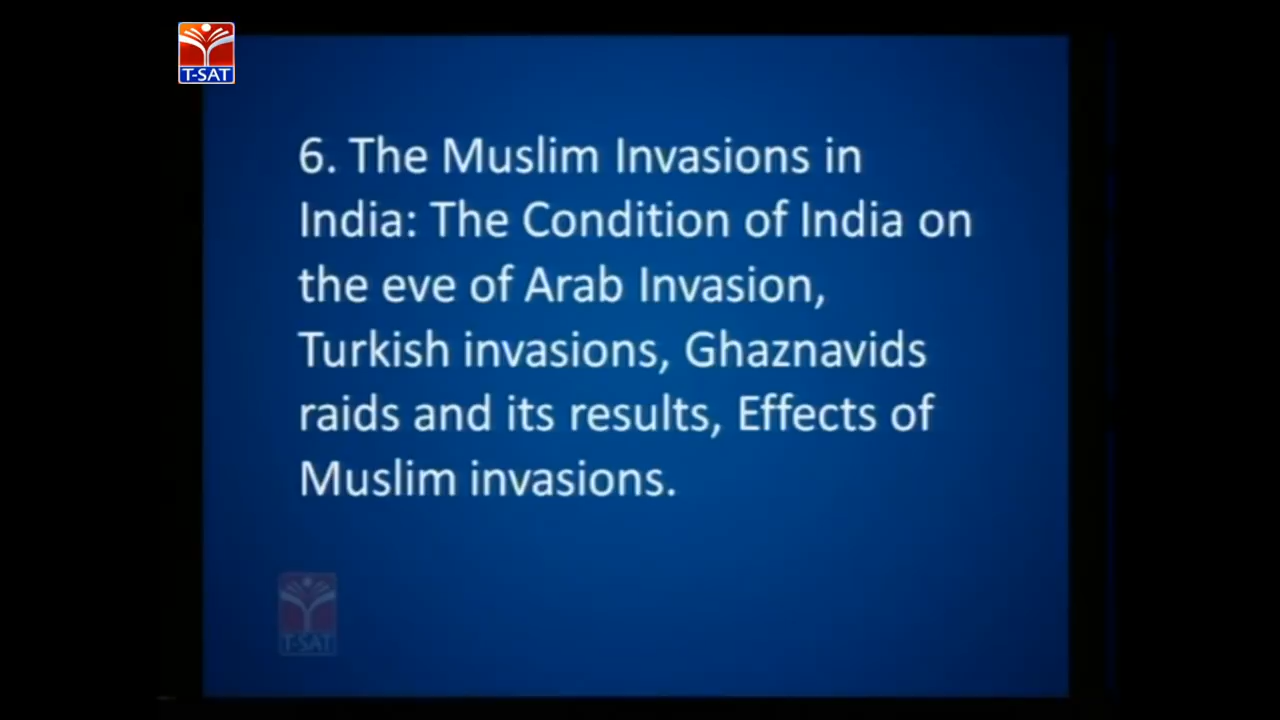 T-SAT
6. The Muslim Invasions in
India: The Condition of India on
the eve of Arab Invasion,
Turkish invasions, Ghaznavids
raids and its results, Effects of
Muslim invasions.
T-SAT